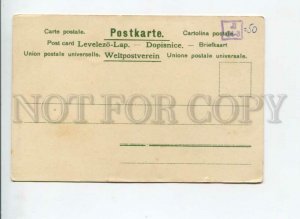 Carte postale. Postkarte. Cartolina postale.
Post card Levelező-Lap. — Dopisnice. — Briefkaart
Union postale universelle. Weltpostverein Unione postale universale.
-50
NOT FOR COPY